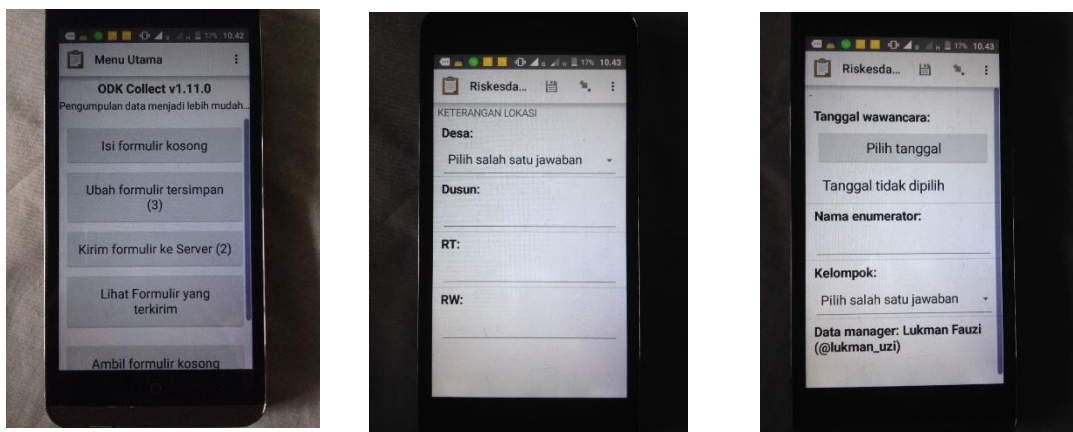 17% 10.42
Menu Utama
ODK Collect v1.11.0
Pengumpulan data menjadi lebih mudah...
Isi formulir kosong
Ubah formulir tersimpan
(3)
Kirim formulir ke Server (2)
Lihat Formulir yang
terkirim
Ambil formulir kosong
17% 10.43
Riskesda...
KETERANGAN LOKASI
Desa:
Pilih salah satu jawaban
Dusun:
RT:
RW:
17% 10.43
Riskesda...
Tanggal wawancara:
Pilih tanggal
Tanggal tidak dipilih
Nama enumerator:
Kelompok:
Pilih salah satu jawaban
Data manager: Lukman Fauzi
(@lukman_uzi)